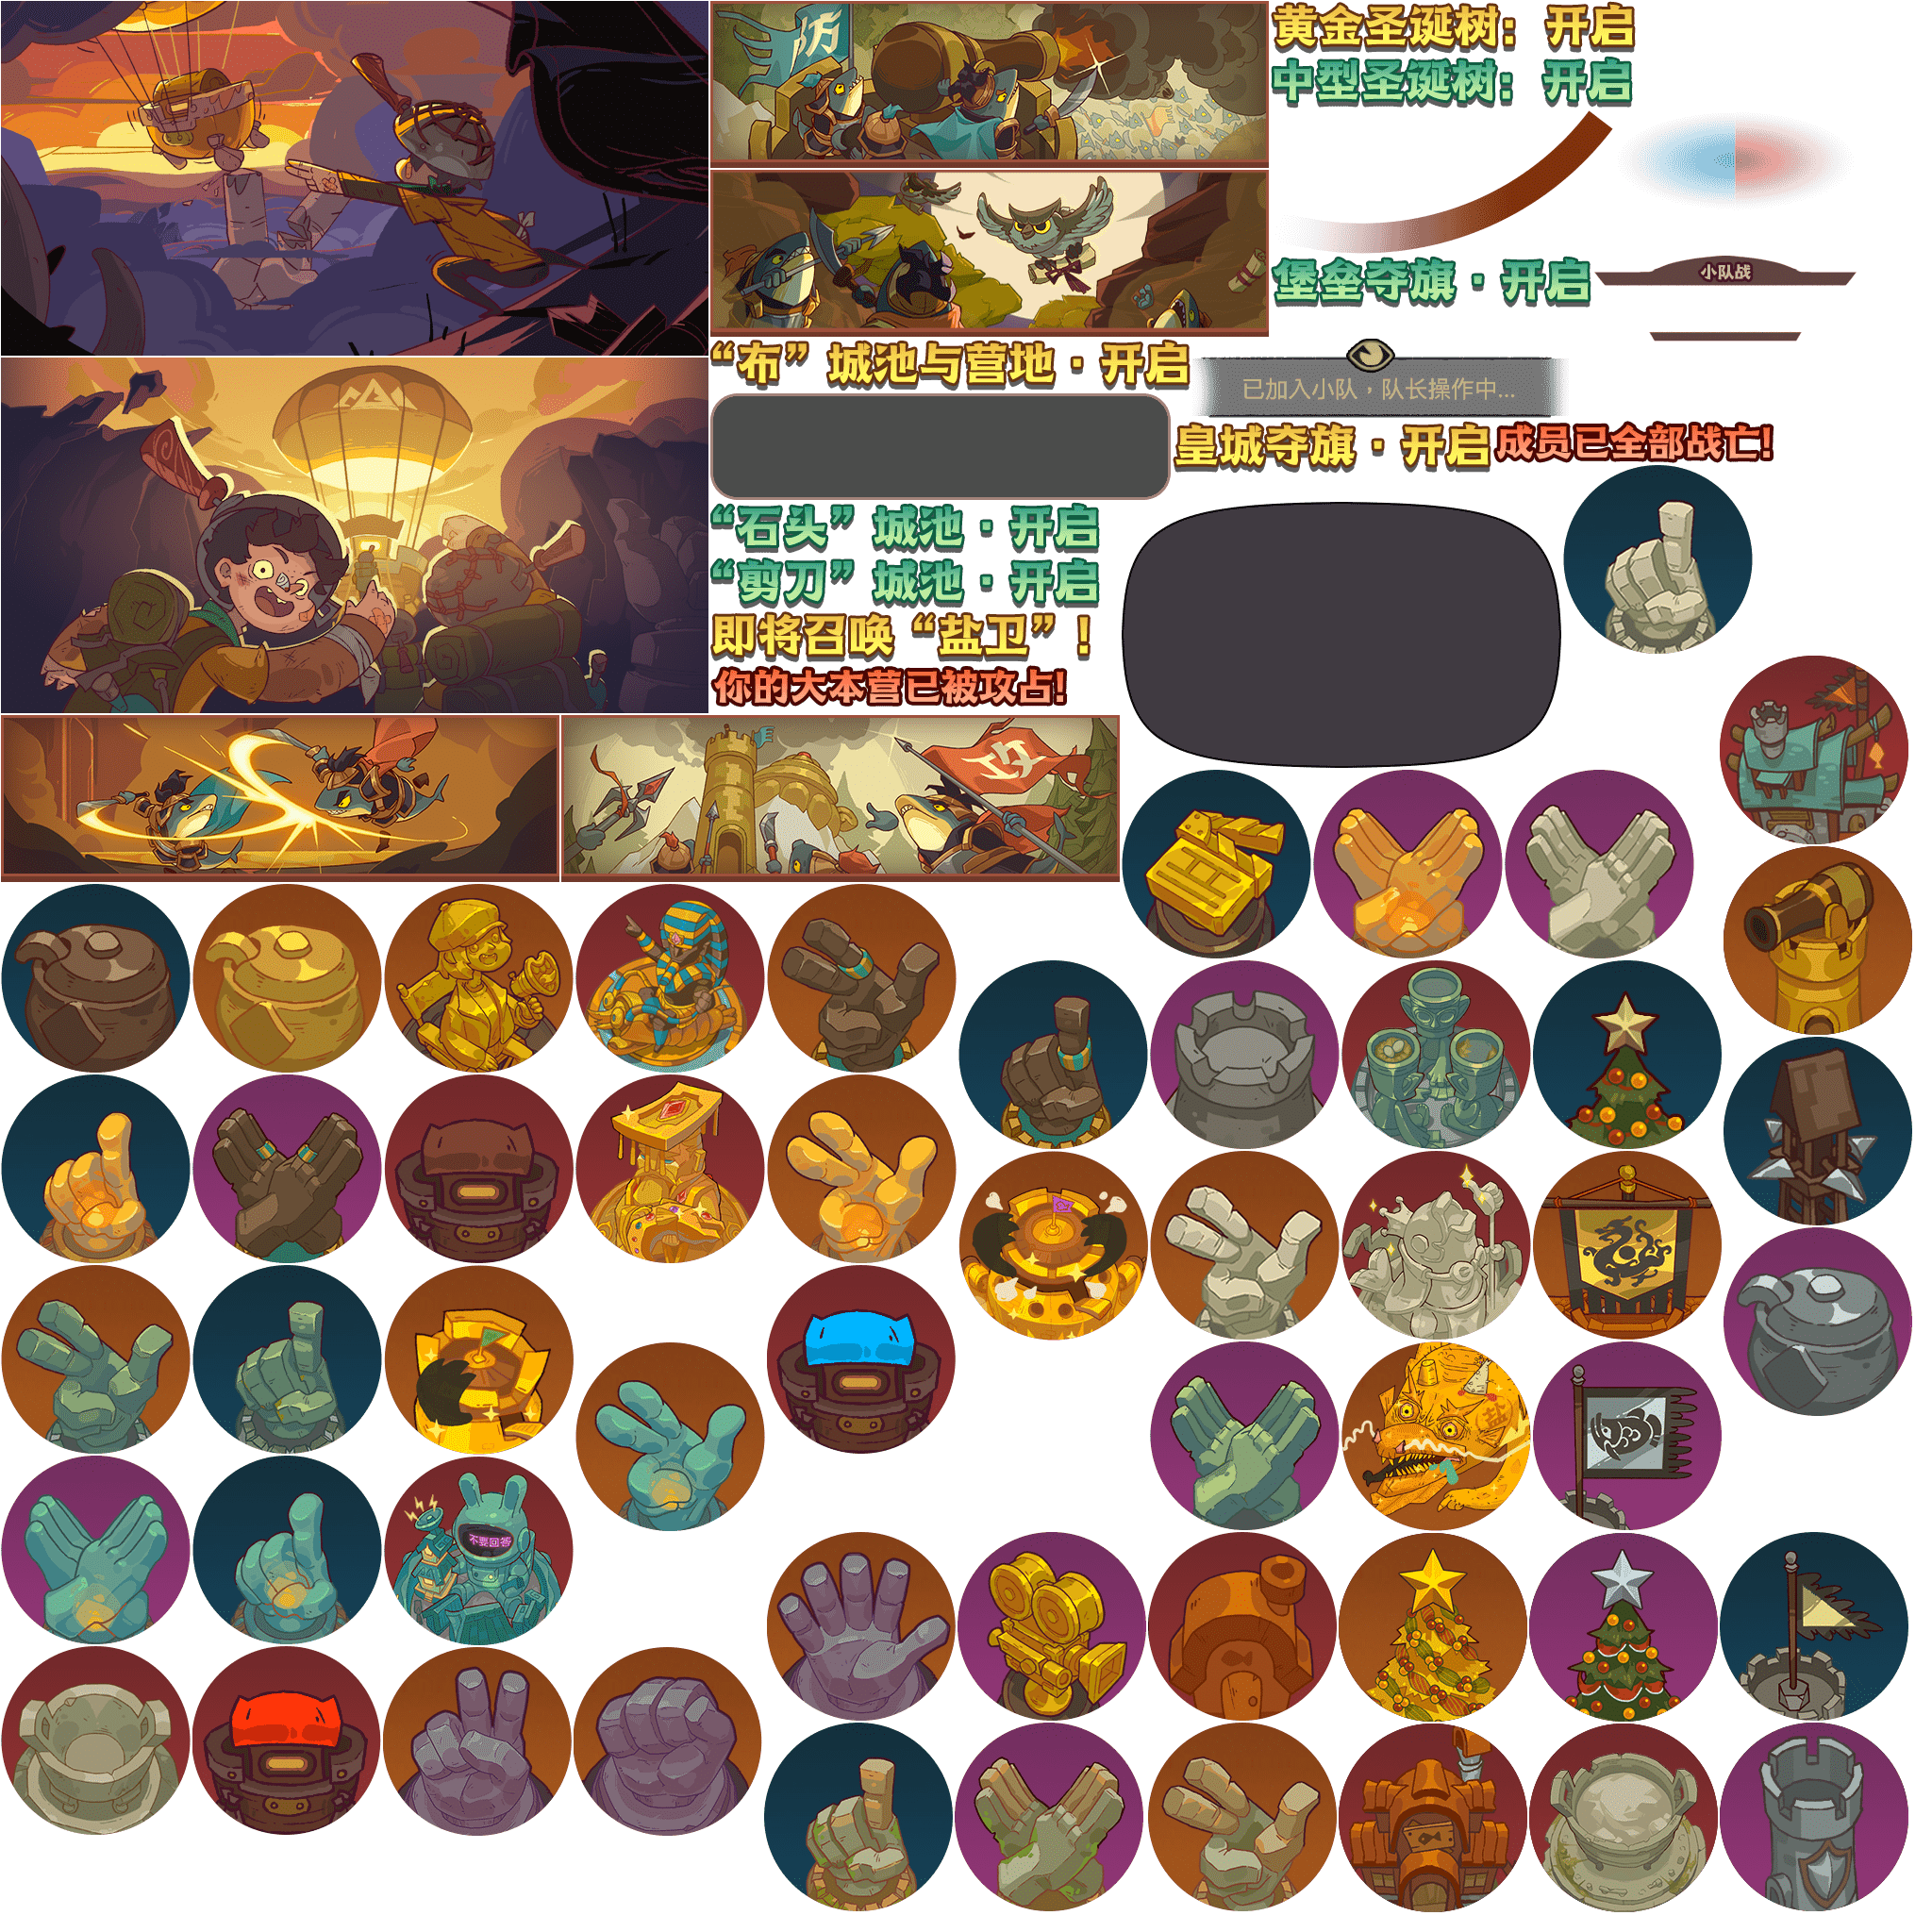 防
黄金圣诞树：开启
中型圣诞树：开启
堡垒夺旗·开启
小队战
“布”城池与营地·开启
已加入小队，队长操作中...
皇城夺旗·开启
成员已全部战亡!
“石头”城池·开启
“剪刀”城池·开启
即将召唤“盐卫”！
你的大本营已被攻占!
攻
盐
不要回答